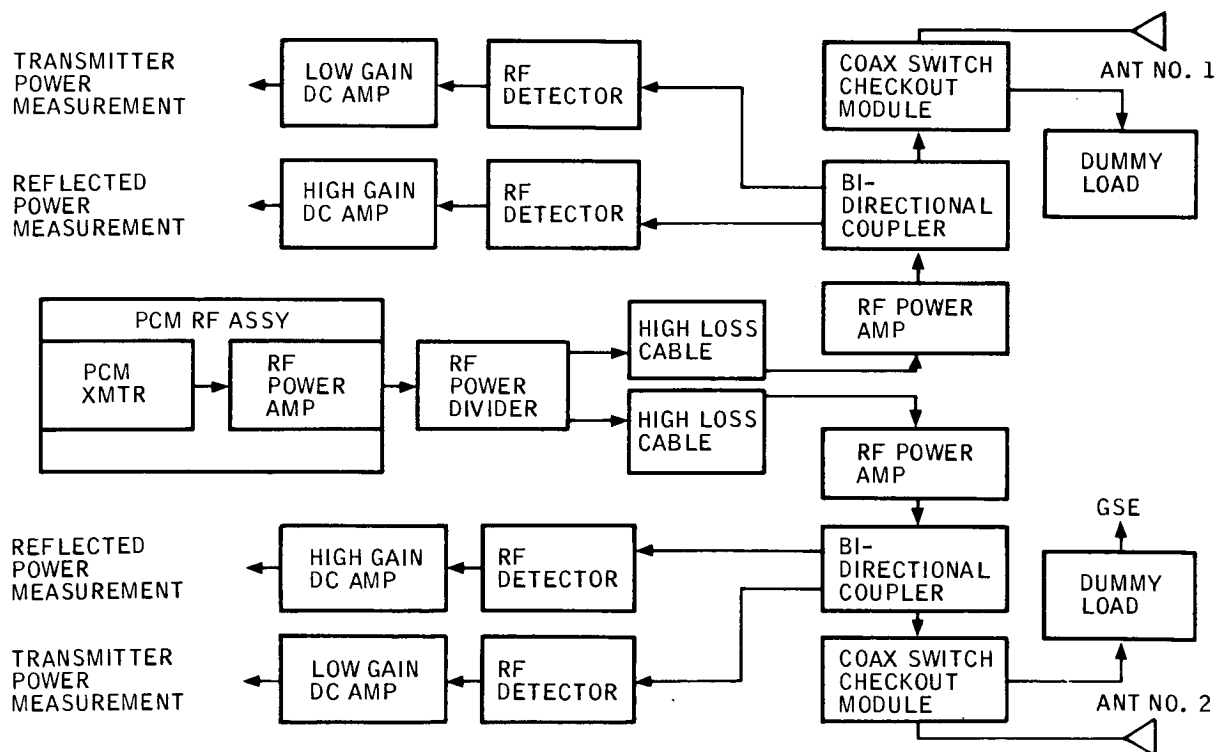 TRANSMITTER
POWER
MEASUREMENT
LOW GAIN
DC AMP
RF
DETECTOR
COAX SWITCH
CHECKOUT
MODULE
ANT NO. 1
DUMMY
LOAD
REFLECTED
POWER
MEASUREMENT
HIGH GAIN
DC AMP
RF
DETECTOR
BI-
DIRECTIONAL
COUPLER
PCM RF ASSY
PCM
XMTR
RF
POWER
AMP
RF
POWER
DIVIDER
HIGH LOSS
CABLE
RF POWER
AMP
HIGH LOSS
CABLE
RF POWER
AMP
REFLECTED
POWER
MEASUREMENT
HIGH GAIN
DC AMP
RF
DETECTOR
BI-
DIRECTIONAL
COUPLER
GSE
DUMMY
LOAD
TRANSMITTER
POWER
MEASUREMENT
LOW GAIN
DC AMP
RF
DETECTOR
COAX SWITCH
CHECKOUT
MODULE
ANT NO. 2